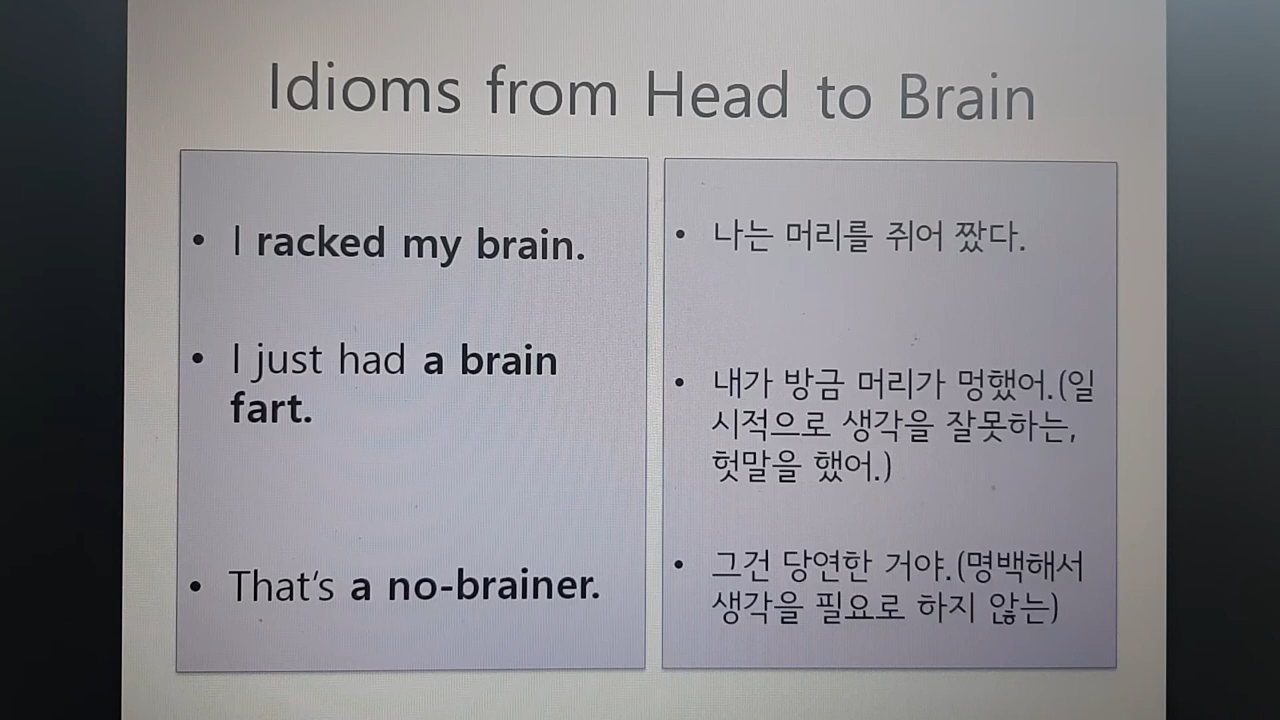 Idioms from Head to Brain
• I racked my brain.
• I just had a brain
fart.
• That's a no-brainer.
• 나는 머리를 쥐어 짰다.
• 내가 방금 머리가 멍했어.(일
시적으로 생각을 잘못하는,
헛말을 했어.)
• 그건 당연한 거야.(명백해서
생각을 필요로 하지 않는)